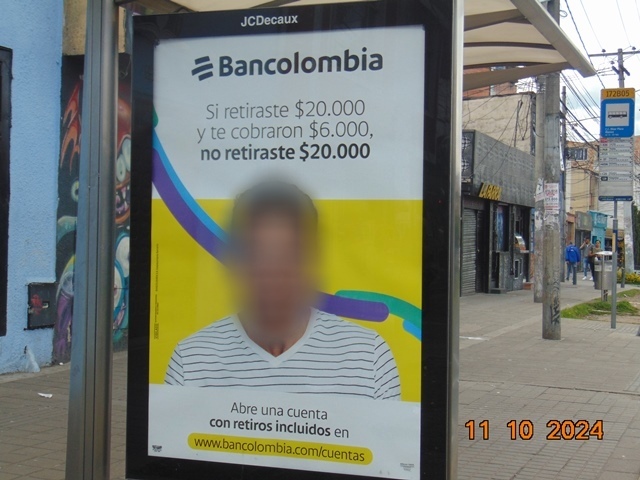 JCDecaux
Bancolombia
Si retiraste $20.000
y te cobraron $6.000,
no retiraste $20.000
Abre una cuenta
con retiros incluidos en
www.bancolombia.com/cuentas
172B05
11 10 2024